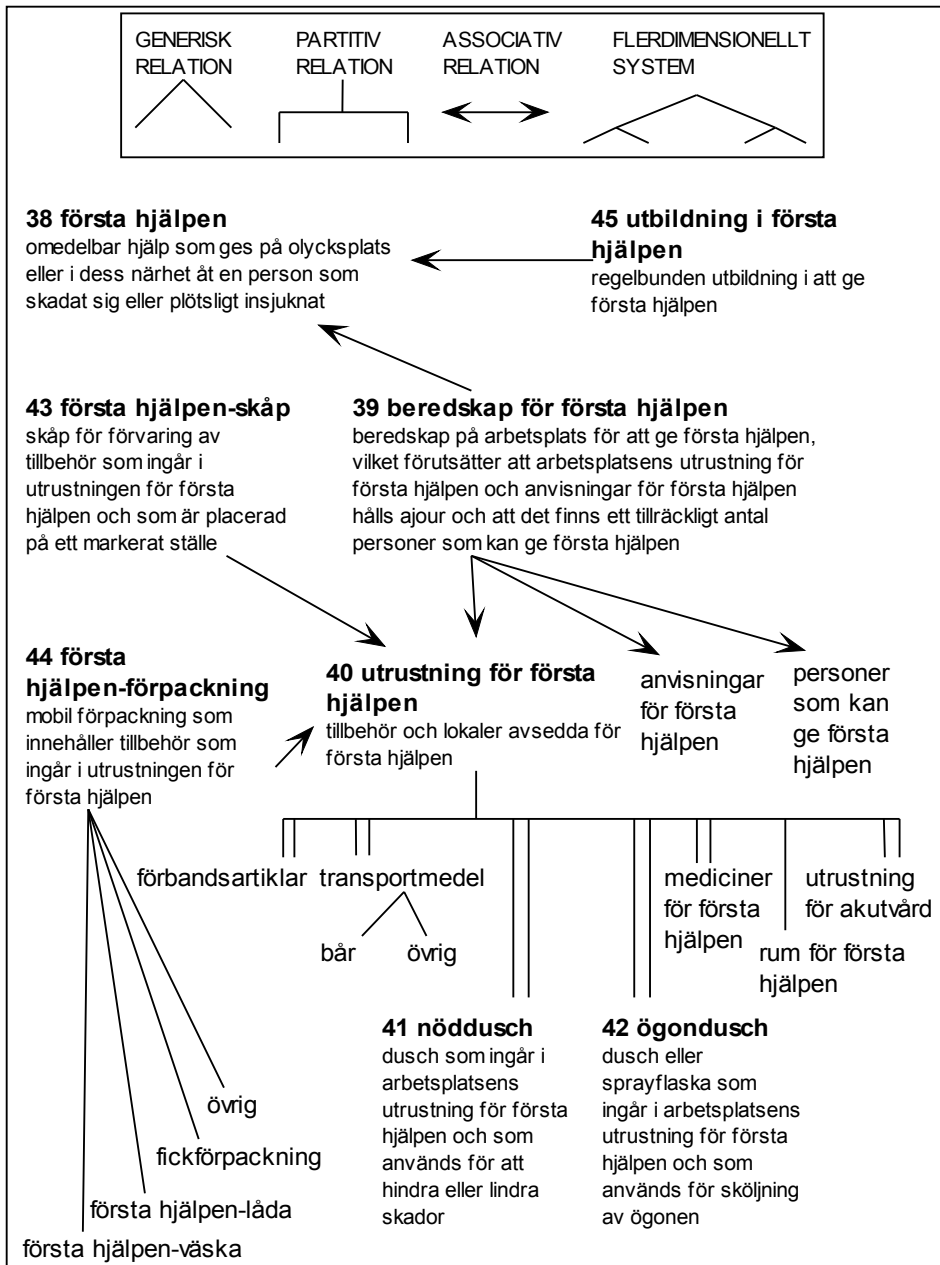 GENERISK
RELATION
PARTITIV
RELATION
ASSOCIATIV
RELATION
FLERDIMENSIONELLT
SYSTEM
38 första hjälpen
omedelbar hjälp som ges på olycksplats
eller i dess närhet åt en person som
skadat sig eller plötsligt insjuknat
45 utbildning i första
hjälpen
regelbunden utbildning i att ge
första hjälpen
43 första hjälpen-skåp
skåp för förvaring av
tillbehör som ingår i
utrustningen för första
hjälpen och som är placerad
på ett markerat ställe
39 beredskap för första hjälpen
beredskap på arbetsplats för att ge första hjälpen,
vilket förutsätter att arbetsplatsens utrustning för
första hjälpen och anvisningar för första hjälpen
hålls ajour och att det finns ett tillräckligt antal
personer som kan ge första hjälpen
44 första
hjälpen-förpackning
mobil förpackning som
innehåller tillbehör som
ingår i utrustningen för
första hjälpen
40 utrustning för första
hjälpen
tillbehör och lokaler avsedda för
första hjälpen
anvisningar
för första
hjälpen
personer
som kan
ge första
hjälpen
förbandsartiklar
transportmedel
bår
övrig
mediciner
för första
hjälpen
rum för första
hjälpen
utrustning
för akutvård
41 nöddusch
dusch som ingår i
arbetsplatsens
utrustning för första
hjälpen och som
används för att
hindra eller lindra
skador
42 ögondusch
dusch eller
sprayflaska som
ingår i arbetsplatsens
utrustning för första
hjälpen och som
används för sköljning
av ögonen
övrig
fickförpackning
första hjälpen-låda
första hjälpen-väska